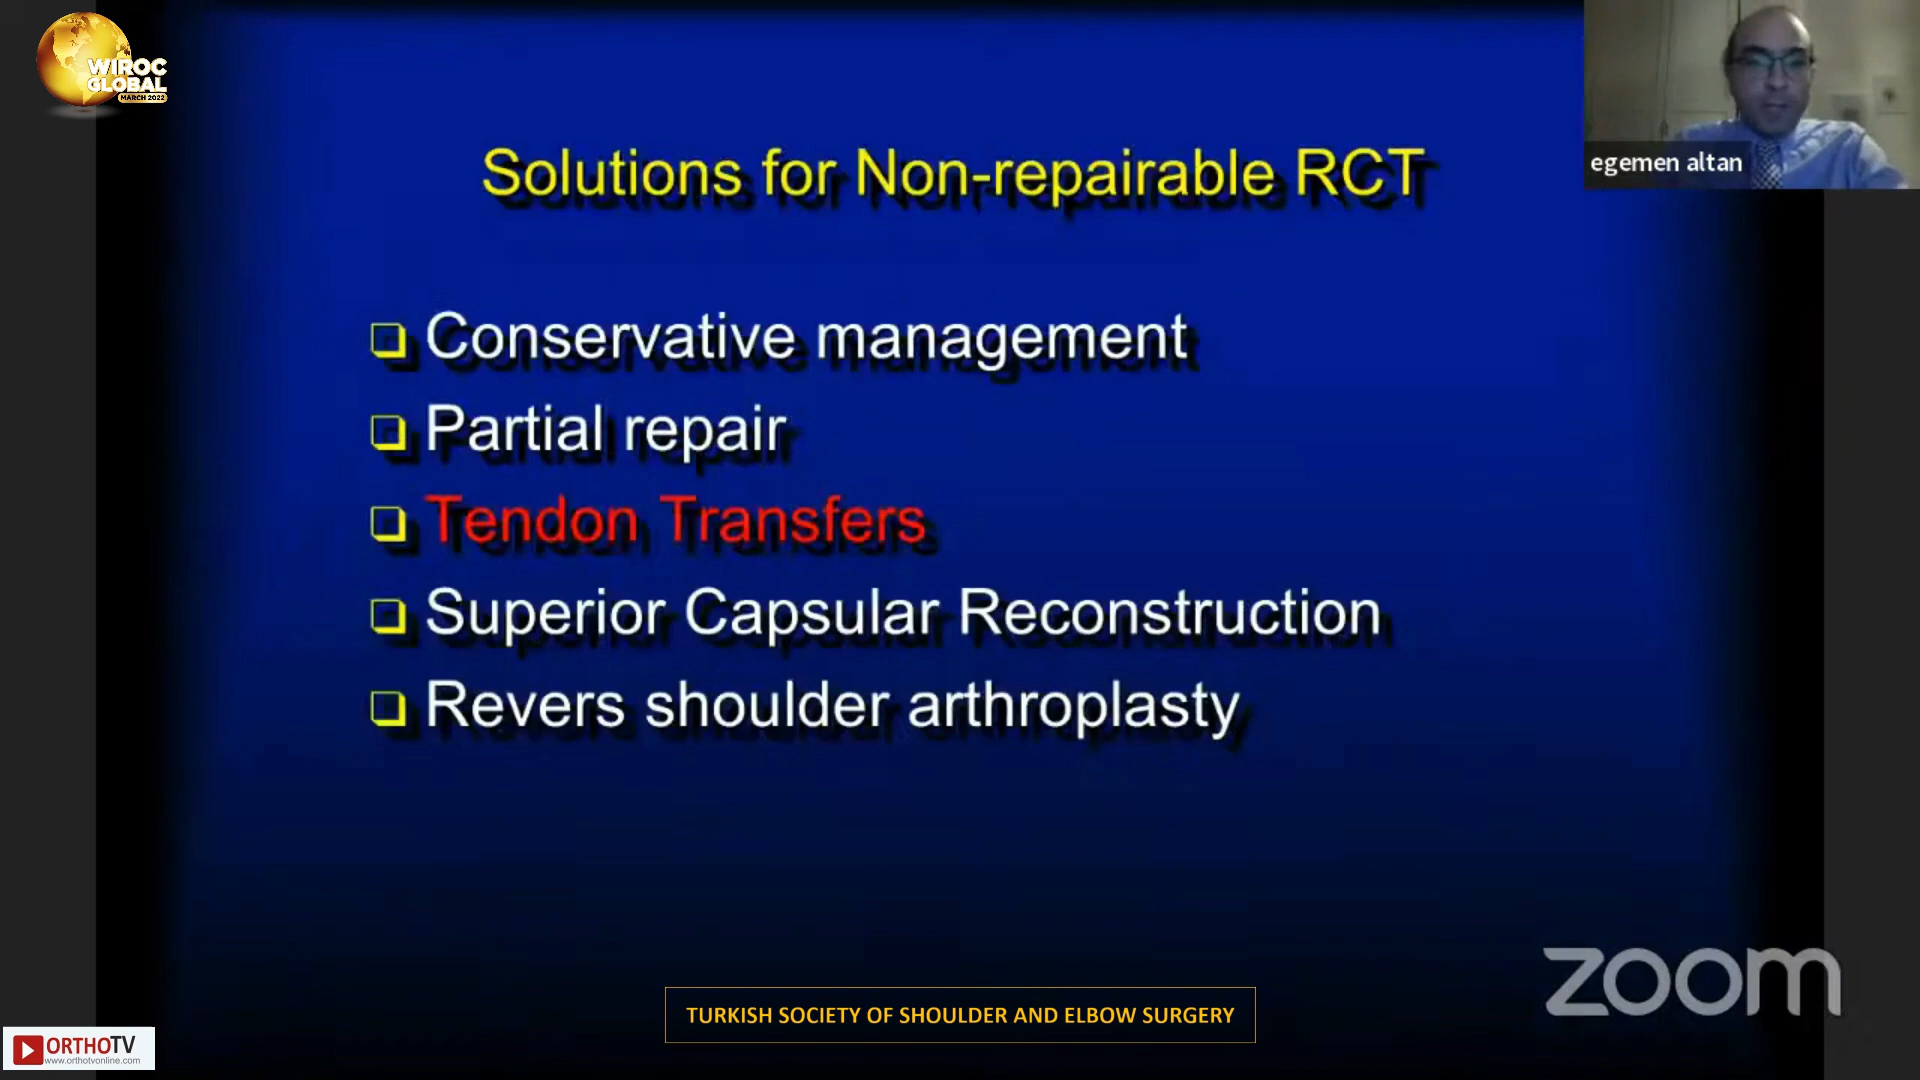 WIROC
GLOBAL
MARCH 2022
egemen altan
Solutions for Non-repairable RCT
Conservative management
Partial repair
Tendon Transfers
Superior Capsular Reconstruction
Revers shoulder arthroplasty
zoom
TURKISH SOCIETY OF SHOULDER AND ELBOW SURGERY
ORTHOTV
www.orthotvonline.com